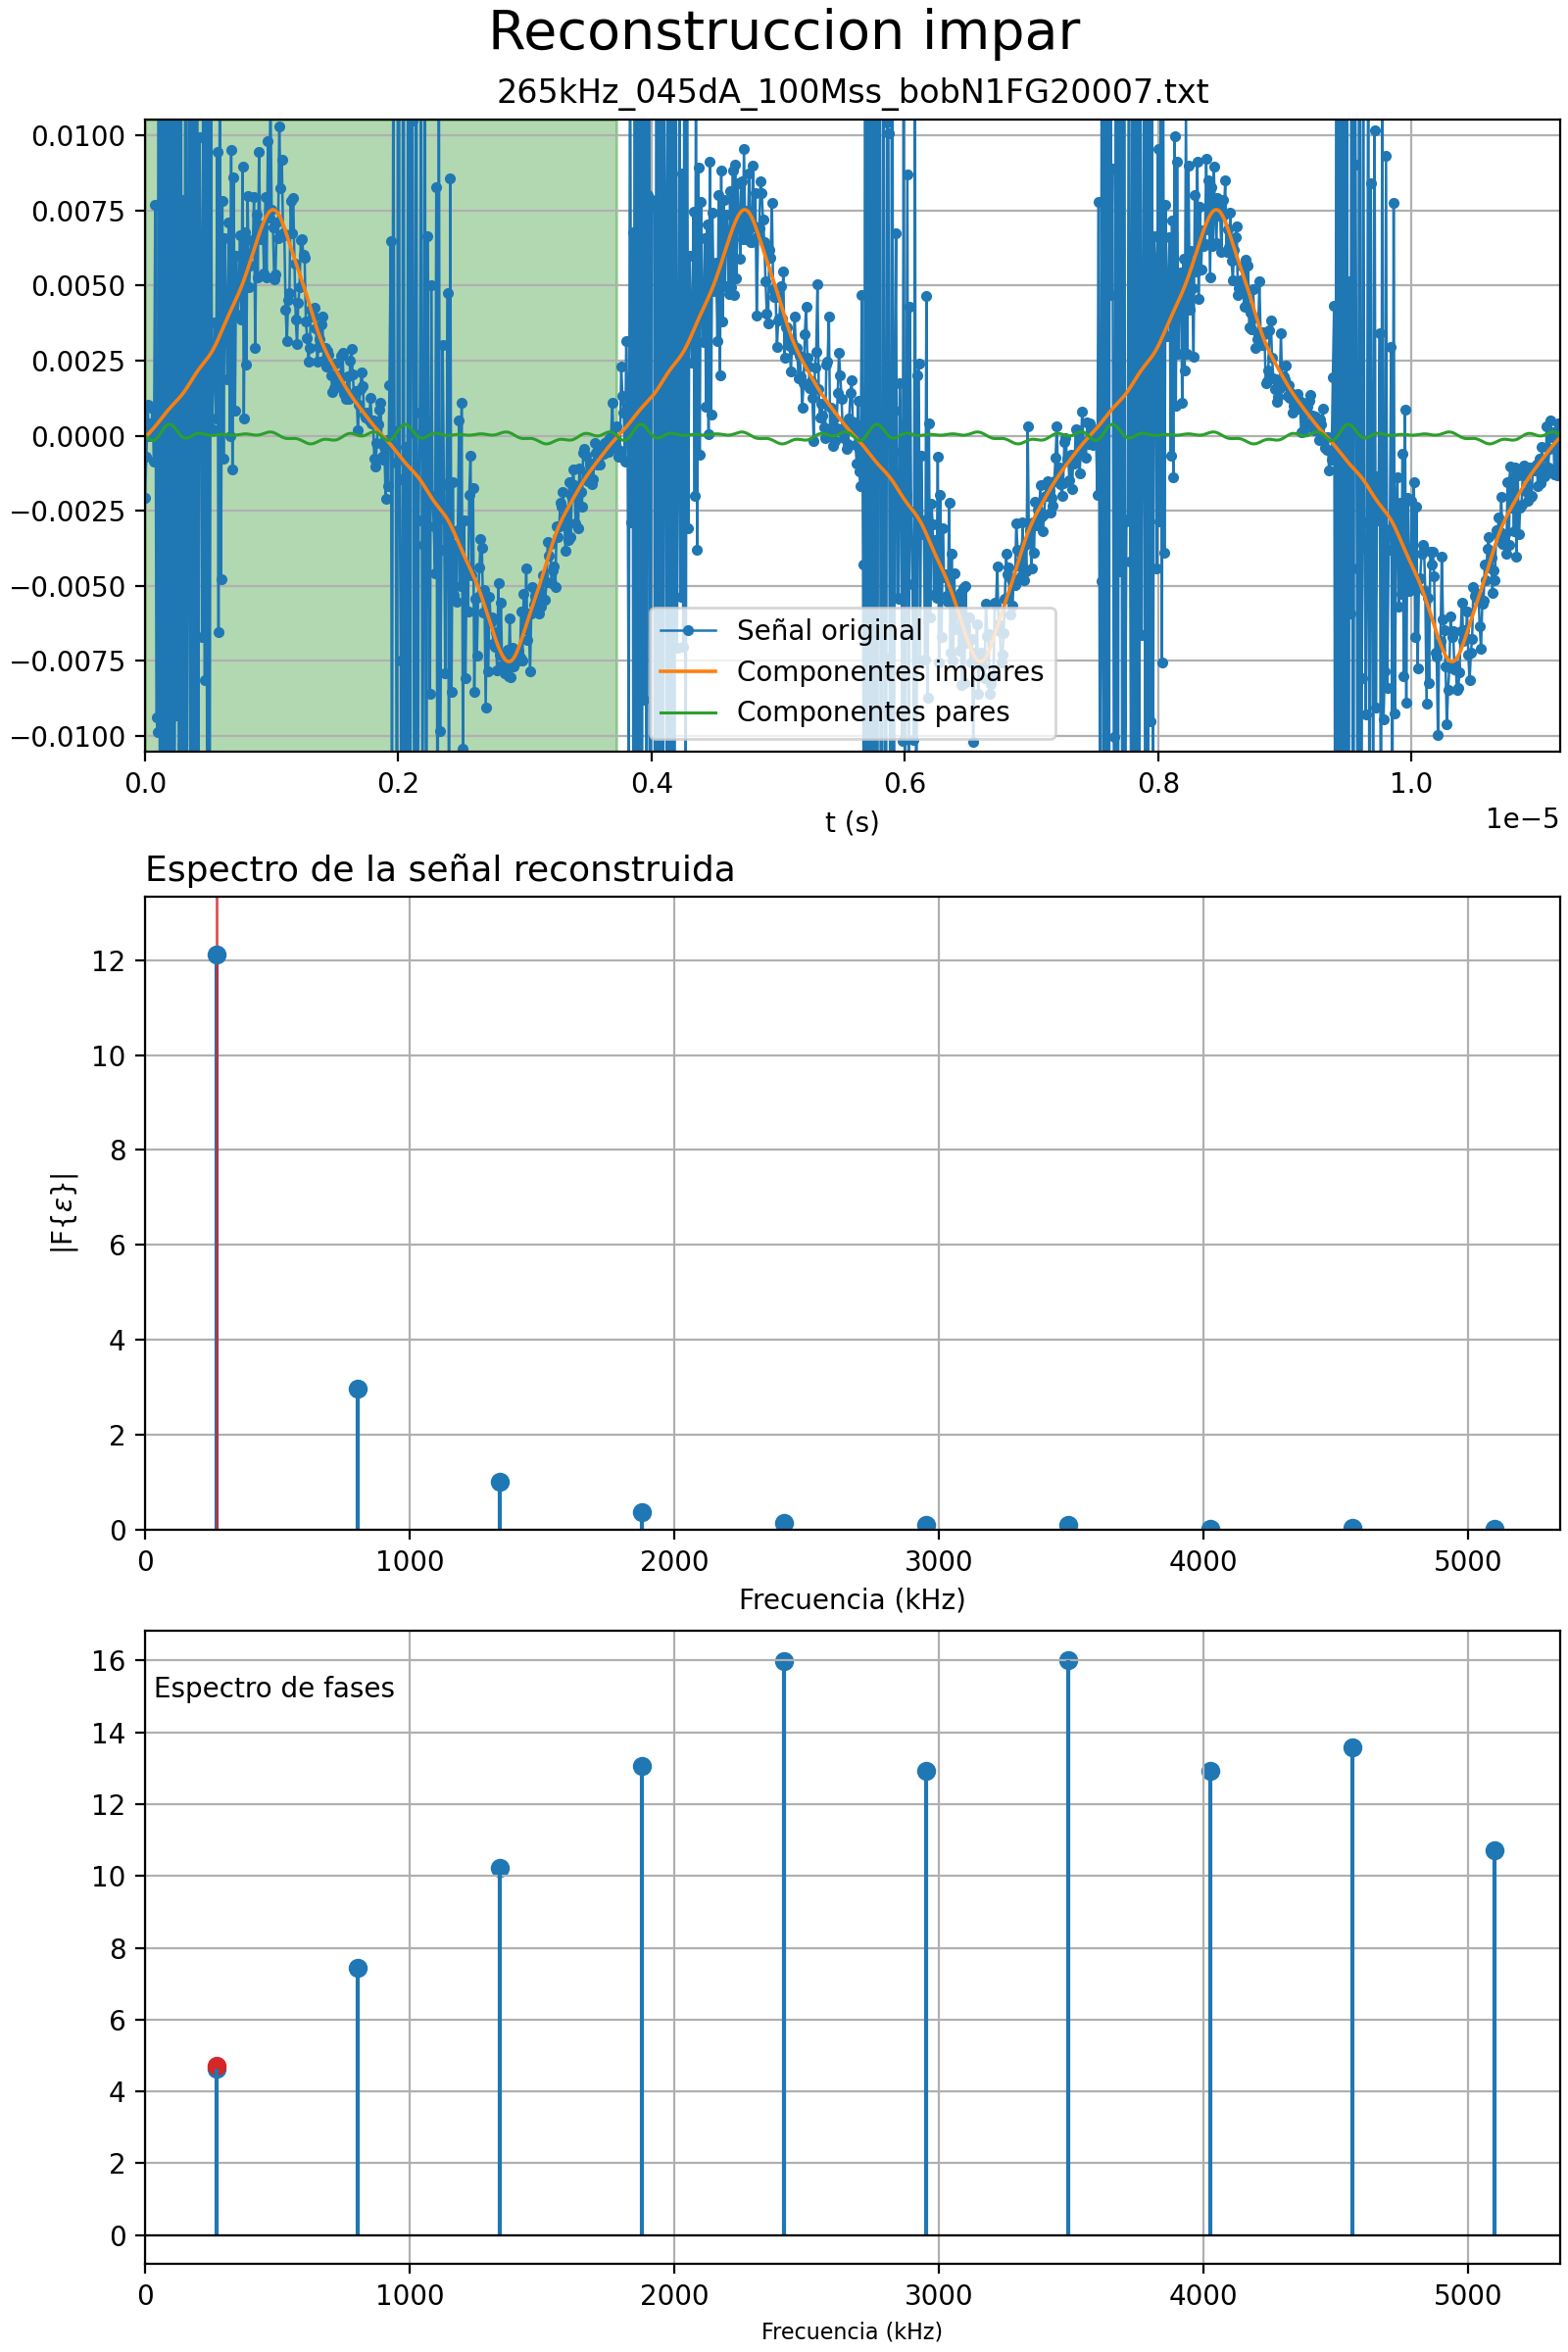 Reconstruccion impar
265kHz_045dA_100Mss_bobN1FG20007.txt
0.0100
0.0075
0.0050
0.0025
0.0000
−0.0025
−0.0050
−0.0075
−0.0100
Señal original
Componentes impares
Componentes pares
0.0 0.2 0.4 0.6 0.8 1.0
t (s)
1e−5
Espectro de la señal reconstruida
12
10
8
6
4
2
0
|F{ε}|
0 1000 2000 3000 4000 5000
Frecuencia (kHz)
Espectro de fases
16
14
12
10
8
6
4
2
0
0 1000 2000 3000 4000 5000
Frecuencia (kHz)